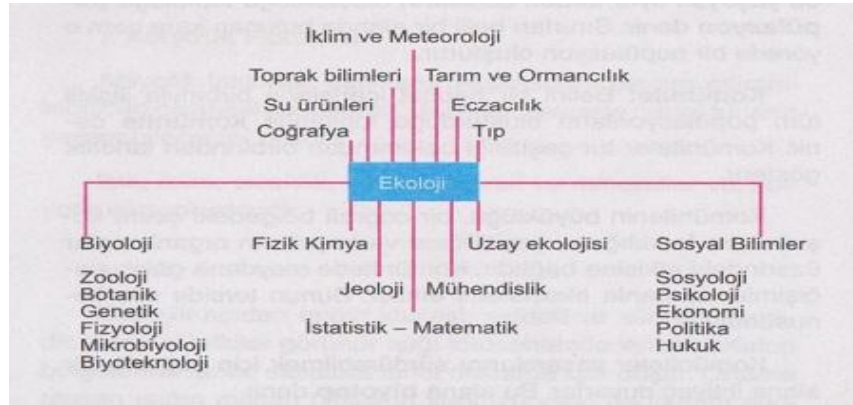 İklim ve Meteoroloji
Toprak bilimleri Tarım ve Ormancılık
Su ürünleri Eczacılık
Coğrafya Tıp
Ekoloji
Biyoloji Fizik Kimya Uzay ekolojisi Sosyal Bilimler
Zooloji
Botanik
Genetik
Fizyoloji
Mikrobiyoloji
Biyoteknoloji
Jeoloji Mühendislik
İstatistik – Matematik
Sosyoloji
Psikoloji
Ekonomi
Politika
Hukuk